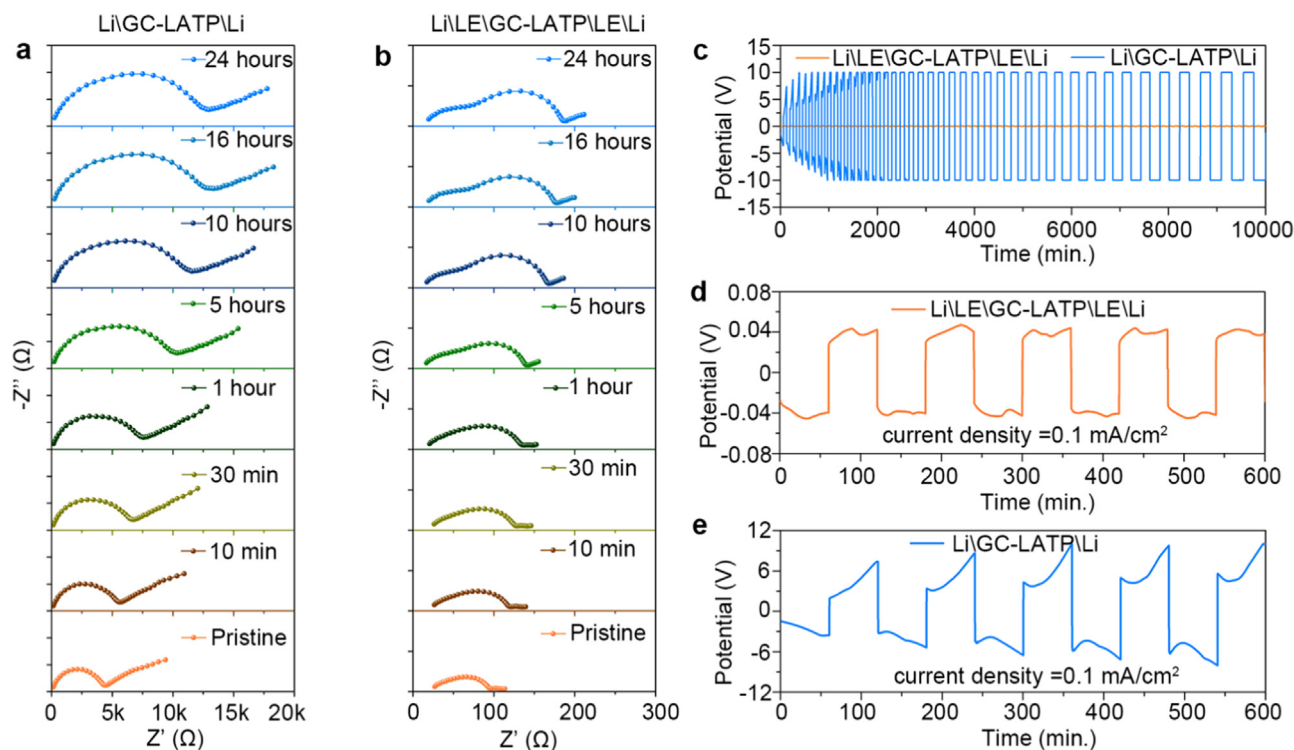 Li\GC-LATP\Li
a
24 hours
16 hours
10 hours
5 hours
1 hour
30 min
10 min
Pristine
-Z'' (Ω)
0 5k 10k 15k 20k
Z' (Ω)
Li\LE\GC-LATP\LE\Li
b
24 hours
16 hours
10 hours
5 hours
1 hour
30 min
10 min
Pristine
-Z'' (Ω)
0 100 200 300
Z' (Ω)
c
Li\LE\GC-LATP\LE\Li
Li\GC-LATP\Li
Potential (V)
15
10
5
0
-5
-10
-15
0 2000 4000 6000 8000 10000
Time (min.)
d
Li\LE\GC-LATP\LE\Li
Potential (V)
0.08
0.04
0
-0.04
-0.08
current density =0.1 mA/cm²
0 100 200 300 400 500 600
Time (min.)
e
Li\GC-LATP\Li
Potential (V)
12
6
0
-6
-12
current density =0.1 mA/cm²
0 100 200 300 400 500 600
Time (min.)